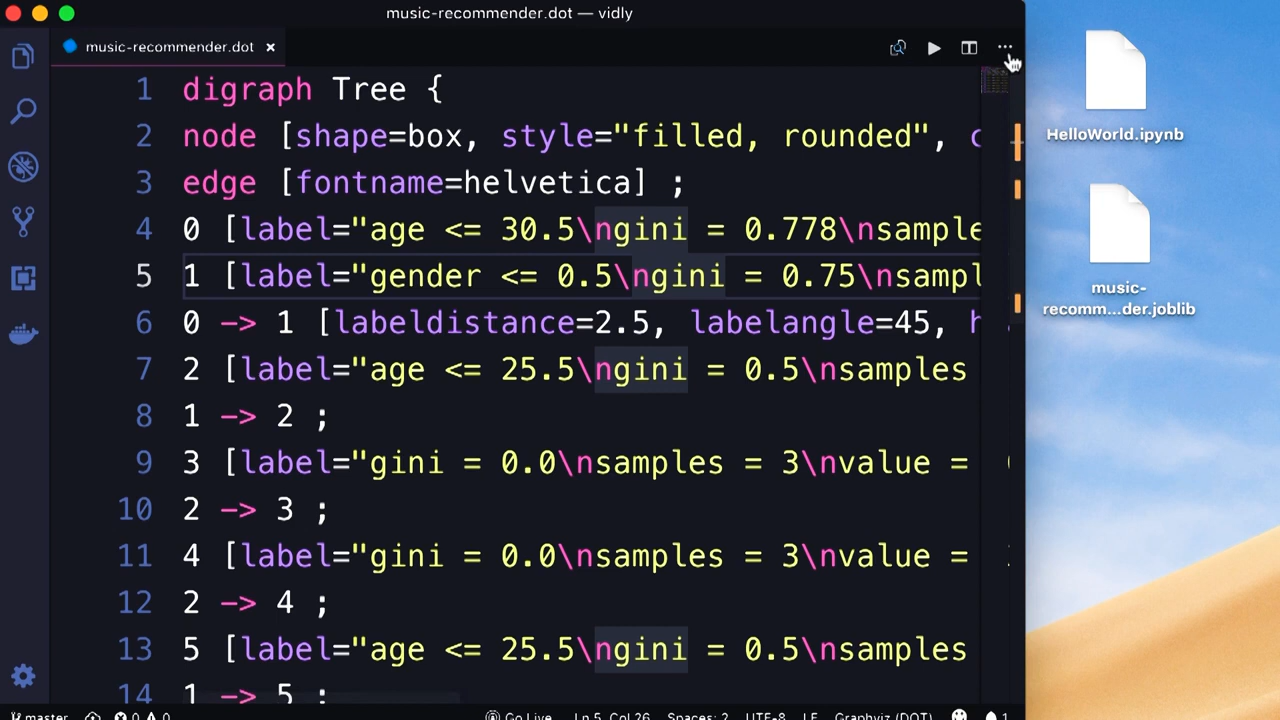 music-recommender.dot — vidly
music-recommender.dot ×
1 digraph Tree {
2 node [shape=box, style="filled, rounded", c
3 edge [fontname=helvetica] ;
4 0 [label="age <= 30.5\ngini = 0.778\nsample
5 1 [label="gender <= 0.5\ngini = 0.75\nsampl
6 0 -> 1 [labeldistance=2.5, labelangle=45, h
7 2 [label="age <= 25.5\ngini = 0.5\nsamples
8 1 -> 2 ;
9 3 [label="gini = 0.0\nsamples = 3\nvalue =
10 2 -> 3 ;
11 4 [label="gini = 0.0\nsamples = 3\nvalue =
12 2 -> 4 ;
13 5 [label="age <= 25.5\ngini = 0.5\nsamples
14 1 -> 5 ;
master 0 0 Go Live Ln 5, Col 26 Spaces: 2 UTF-8 LF Graphviz (DOT) 1
HelloWorld.ipynb
music-
recomm...der.joblib